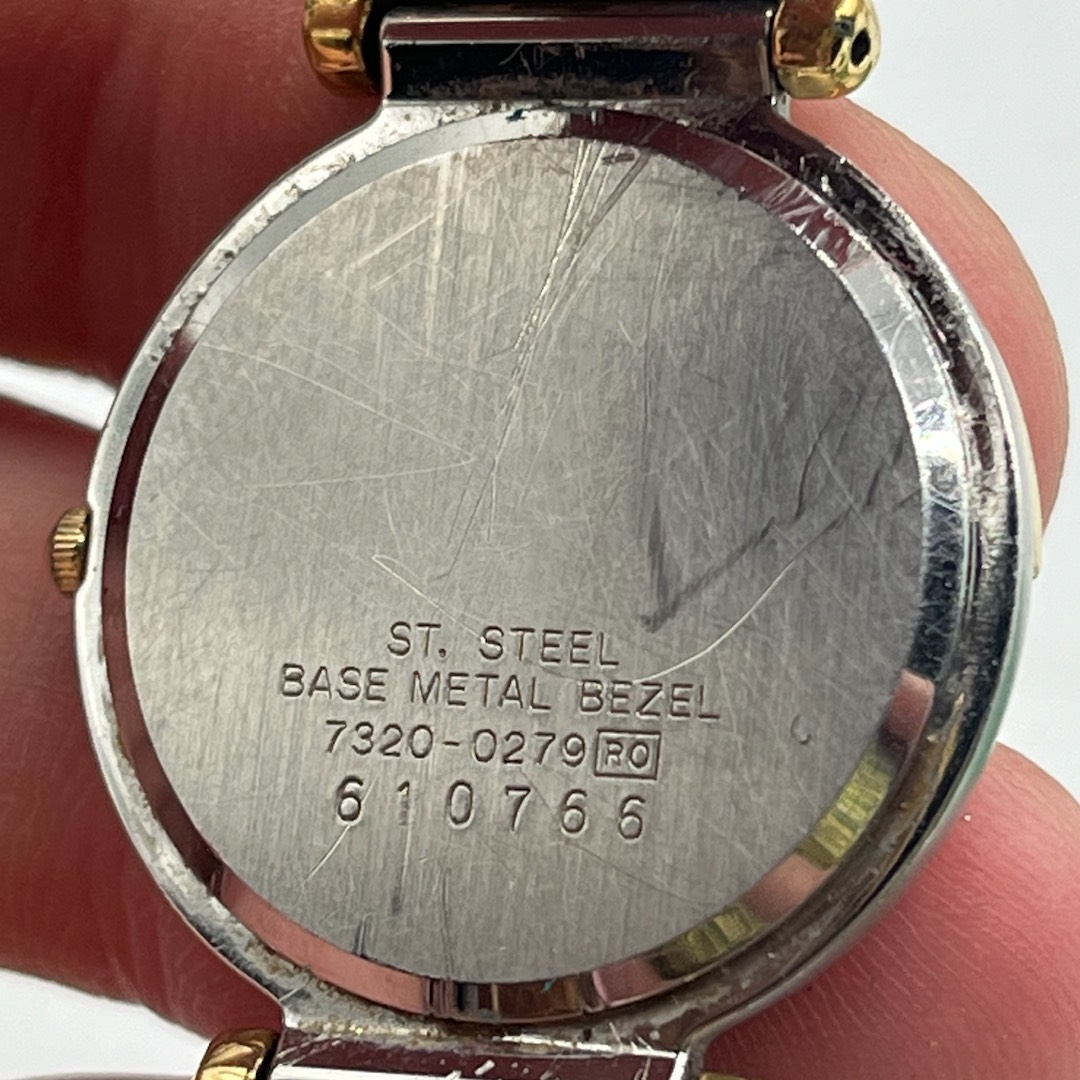 ST. STEEL
BASE METAL BEZEL
7320-0279 RO
610766